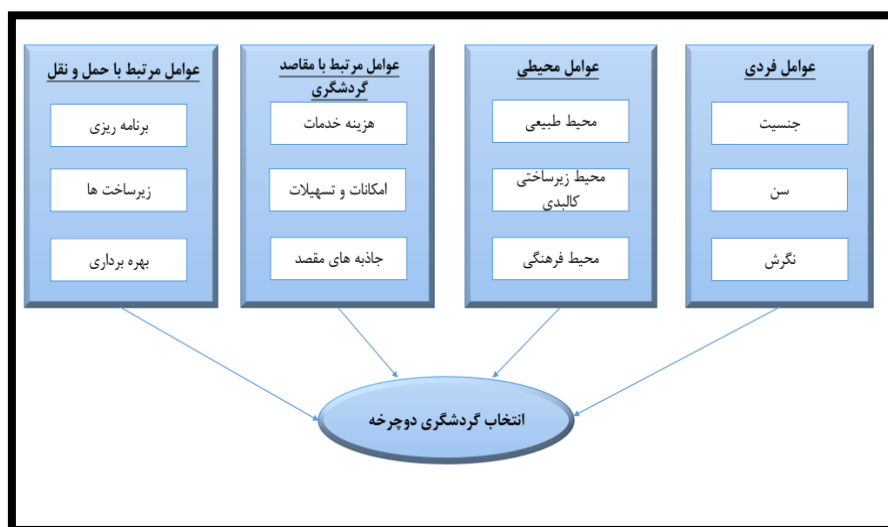 عوامل فردی
جنسیت
سن
نگرش
عوامل محیطی
محیط طبیعی
محیط زیرساختی
کالبدی
محیط فرهنگی
عوامل مرتبط با مقاصد
گردشگری
هزینه خدمات
امکانات و تسهیلات
جاذبه های مقصد
عوامل مرتبط با حمل و نقل
برنامه ریزی
زیرساخت ها
بهره برداری
انتخاب گردشگری دوچرخه